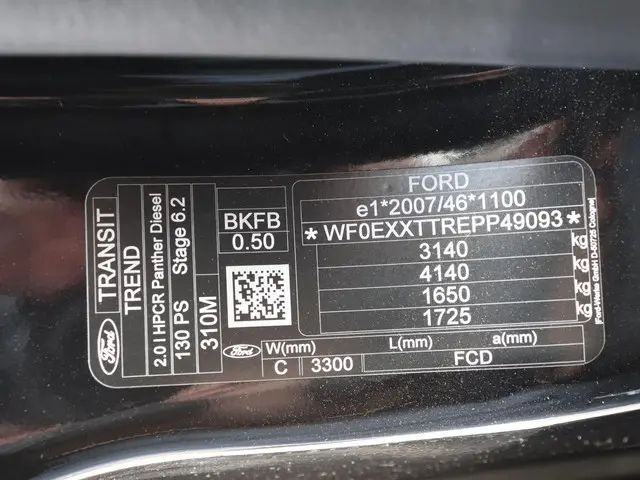 TRANSIT
TREND
2.0 l HPCR Panther Diesel
130 PS Stage 6.2
310M
BKFB
0.50
FORD
e1*2007/46*1100
* WF0EXXTTREPP49093 *
3140 kg
4140 kg
1650 kg
1725 kg
Ford
Ford
W(mm) L(mm) a(mm)
C 3300 FCD
Ford-Werke GmbH D-50725 Cologne